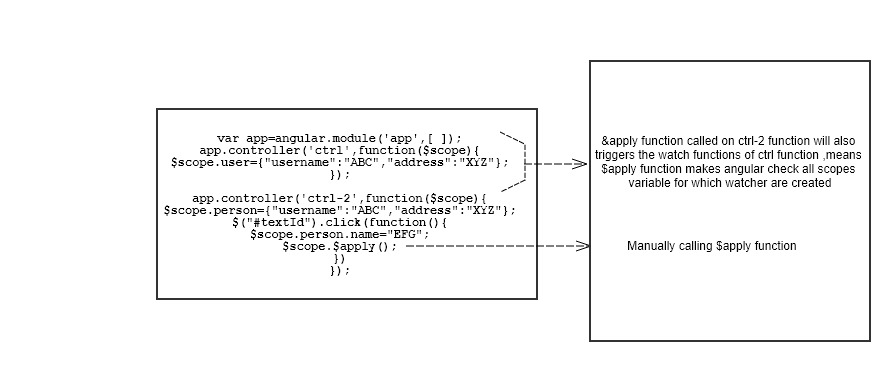 var app=angular.module('app',[ ]);
app.controller('ctrl',function($scope){
$scope.user={"username":"ABC","address":"XYZ"};
});
app.controller('ctrl-2',function($scope){
$scope.person={"username":"ABC","address":"XYZ"};
$("#textId").click(function(){
$scope.person.name="EFG";
$scope.$apply();
})
});
&apply function called on ctrl-2 function will also
triggers the watch functions of ctrl function ,means
$apply function makes angular check all scopes
variable for which watcher are created
Manually calling $apply function